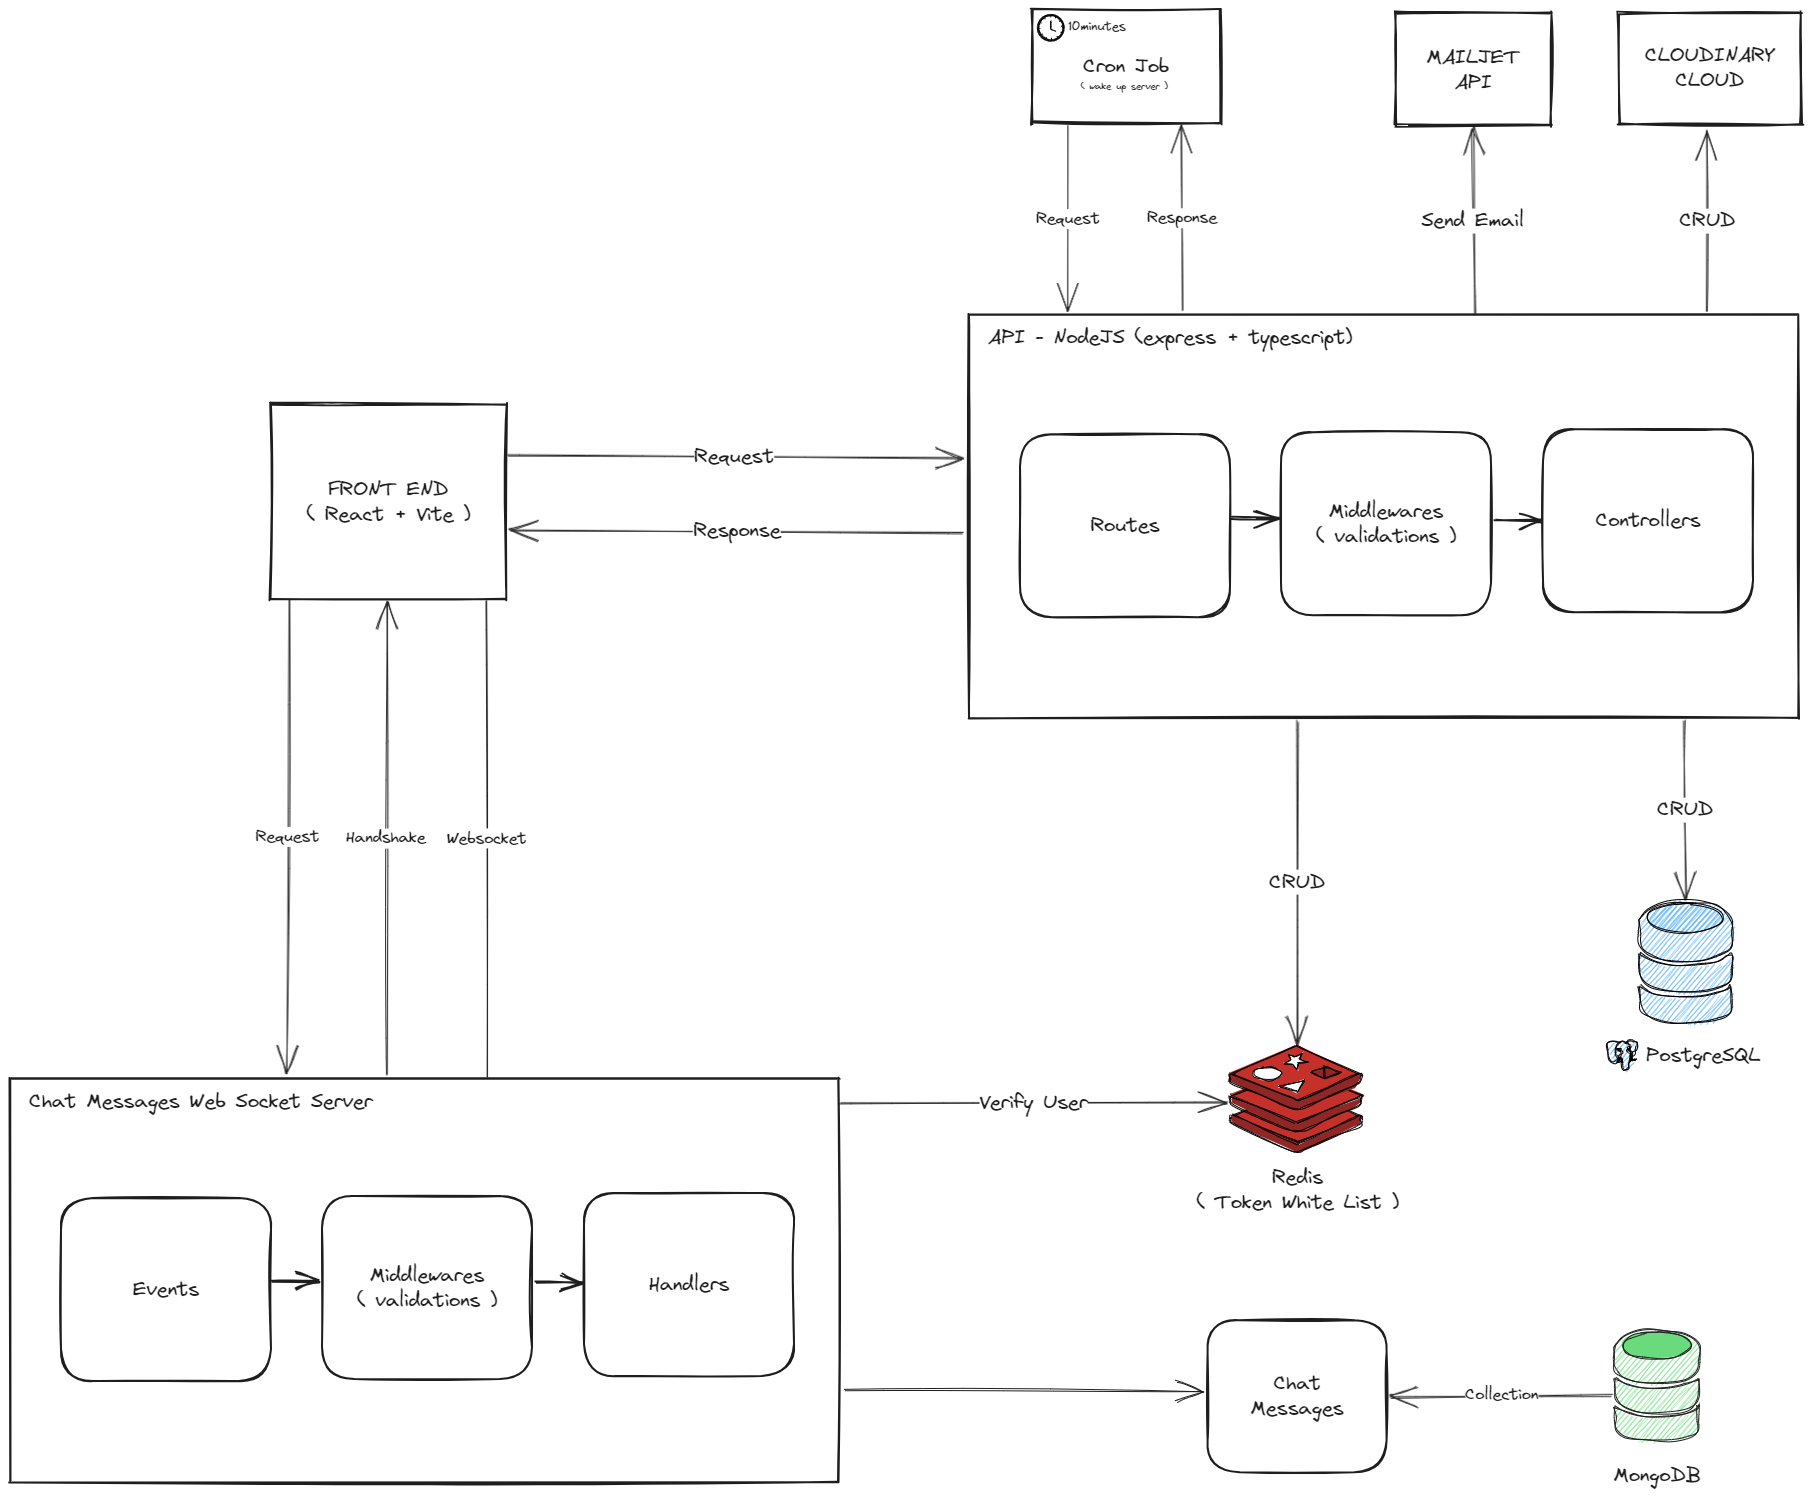 10minutes
Cron Job
( wake up server )
MAILJET
API
CLOUDINARY
CLOUD
Request
Response
Send Email
CRUD
API - NodeJS (express + typescript)
FRONT END
( React + Vite )
Request
Response
Routes
Middlewares
( validations )
Controllers
Request
Handshake
Websocket
CRUD
CRUD
PostgreSQL
Chat Messages Web Socket Server
Verify User
Redis
( Token White List )
Events
Middlewares
( validations )
Handlers
Chat
Messages
Collection
MongoDB